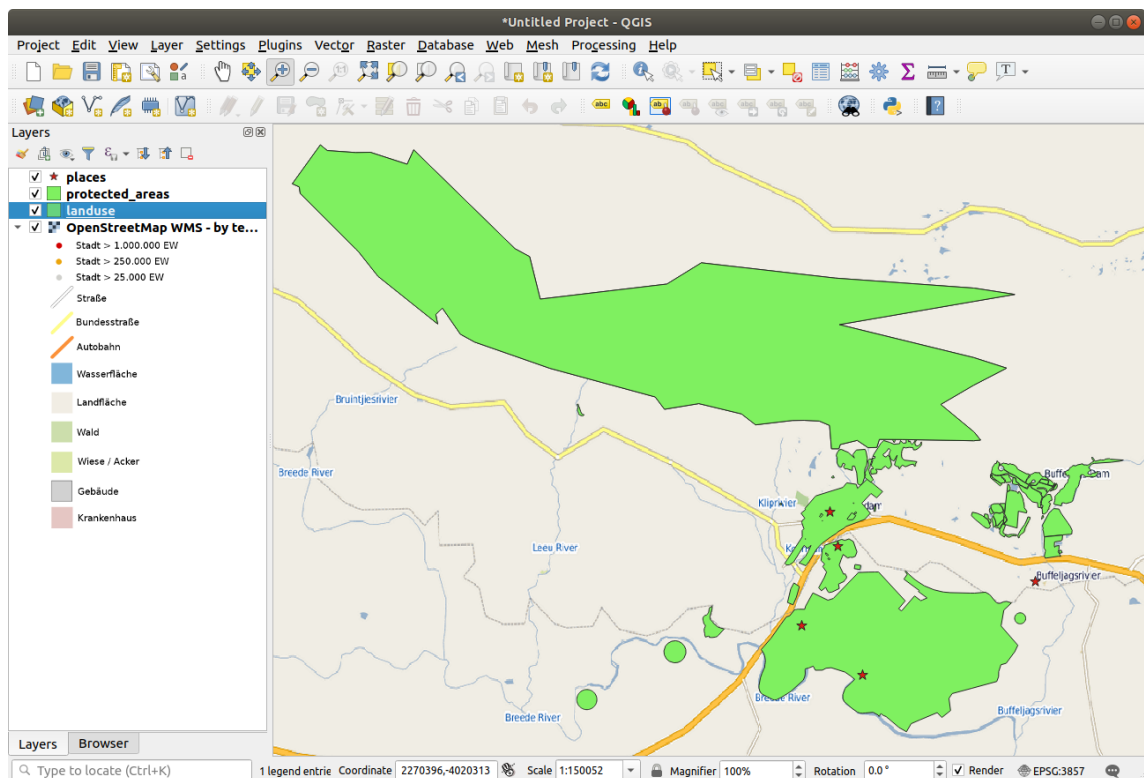 *Untitled Project - QGIS
Project Edit View Layer Settings Plugins Vector Raster Database Web Mesh Processing Help
Layers
places
protected_areas
landuse
OpenStreetMap WMS - by te...
Stadt > 1.000.000 EW
Stadt > 250.000 EW
Stadt > 25.000 EW
Straße
Bundesstraße
Autobahn
Wasserfläche
Landfläche
Wald
Wiese / Acker
Gebäude
Krankenhaus
Bruintjiesrivier
Breede River
Leeu River
Kliprivier
Buffeljagsrivier
Breede River
Breede River
Buffeljagsrivier
Layers Browser
Type to locate (Ctrl+K) 1 legend entrie Coordinate 2270396,-4020313 Scale 1:150052 Magnifier 100% Rotation 0.0° Render EPSG:3857